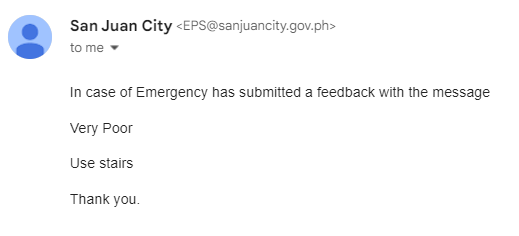 San Juan City <EPS@sanjuancity.gov.ph>
to me
In case of Emergency has submitted a feedback with the message
Very Poor
Use stairs
Thank you.